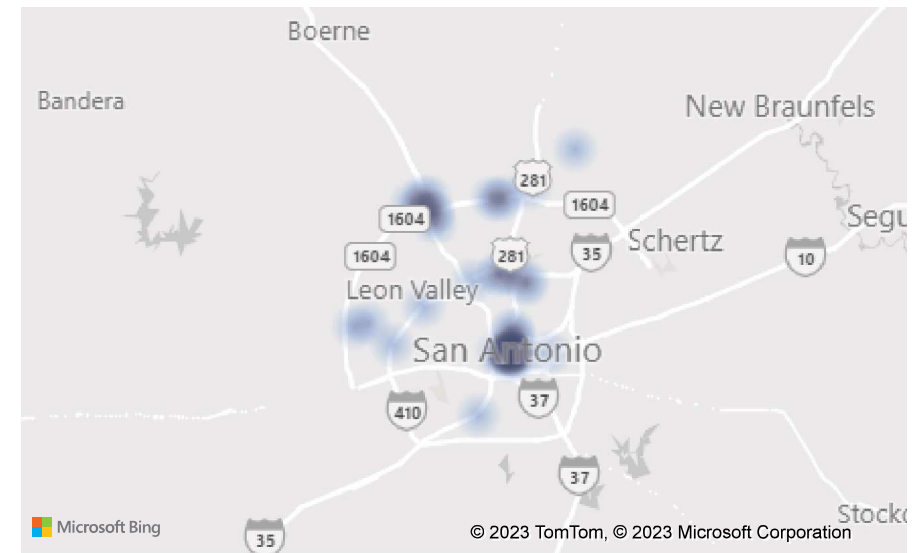 Boerne
Bandera
New Braunfels
281
1604
1604
Segu
Schertz
281
35
1604
10
Leon Valley
San Antonio
37
410
37
Stocko
35
Microsoft Bing
© 2023 TomTom, © 2023 Microsoft Corporation